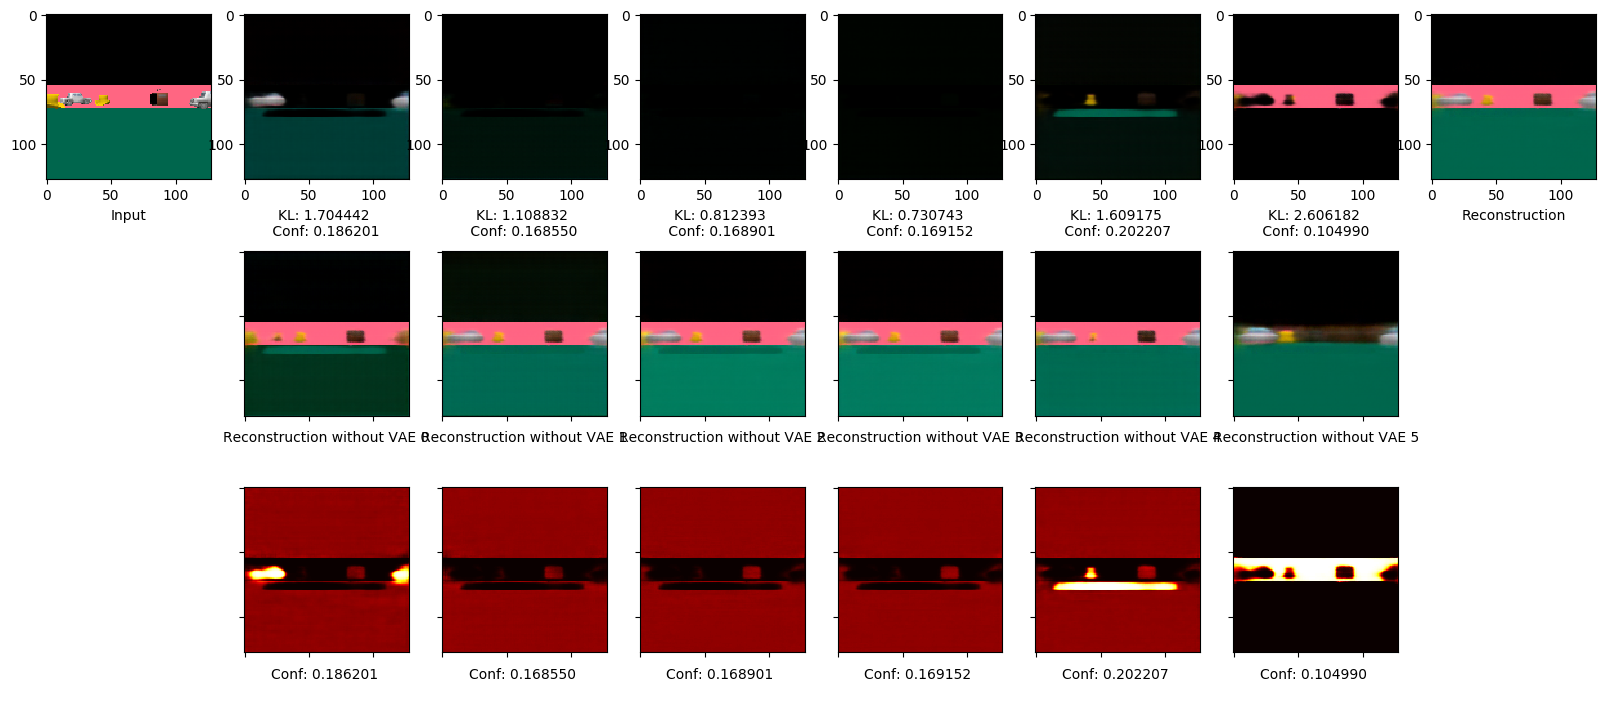 0
50
100
0 50 100
Input
0
50
100
0 50 100
KL: 1.704442
Conf: 0.186201
0
50
100
0 50 100
KL: 1.108832
Conf: 0.168550
0
50
100
0 50 100
KL: 0.812393
Conf: 0.168901
0
50
100
0 50 100
KL: 0.730743
Conf: 0.169152
0
50
100
0 50 100
KL: 1.609175
Conf: 0.202207
0
50
100
0 50 100
KL: 2.606182
Conf: 0.104990
0
50
100
0 50 100
Reconstruction
Reconstruction without VAE 0
Reconstruction without VAE 1
Reconstruction without VAE 2
Reconstruction without VAE 3
Reconstruction without VAE 4
Reconstruction without VAE 5
Conf: 0.186201
Conf: 0.168550
Conf: 0.168901
Conf: 0.169152
Conf: 0.202207
Conf: 0.104990